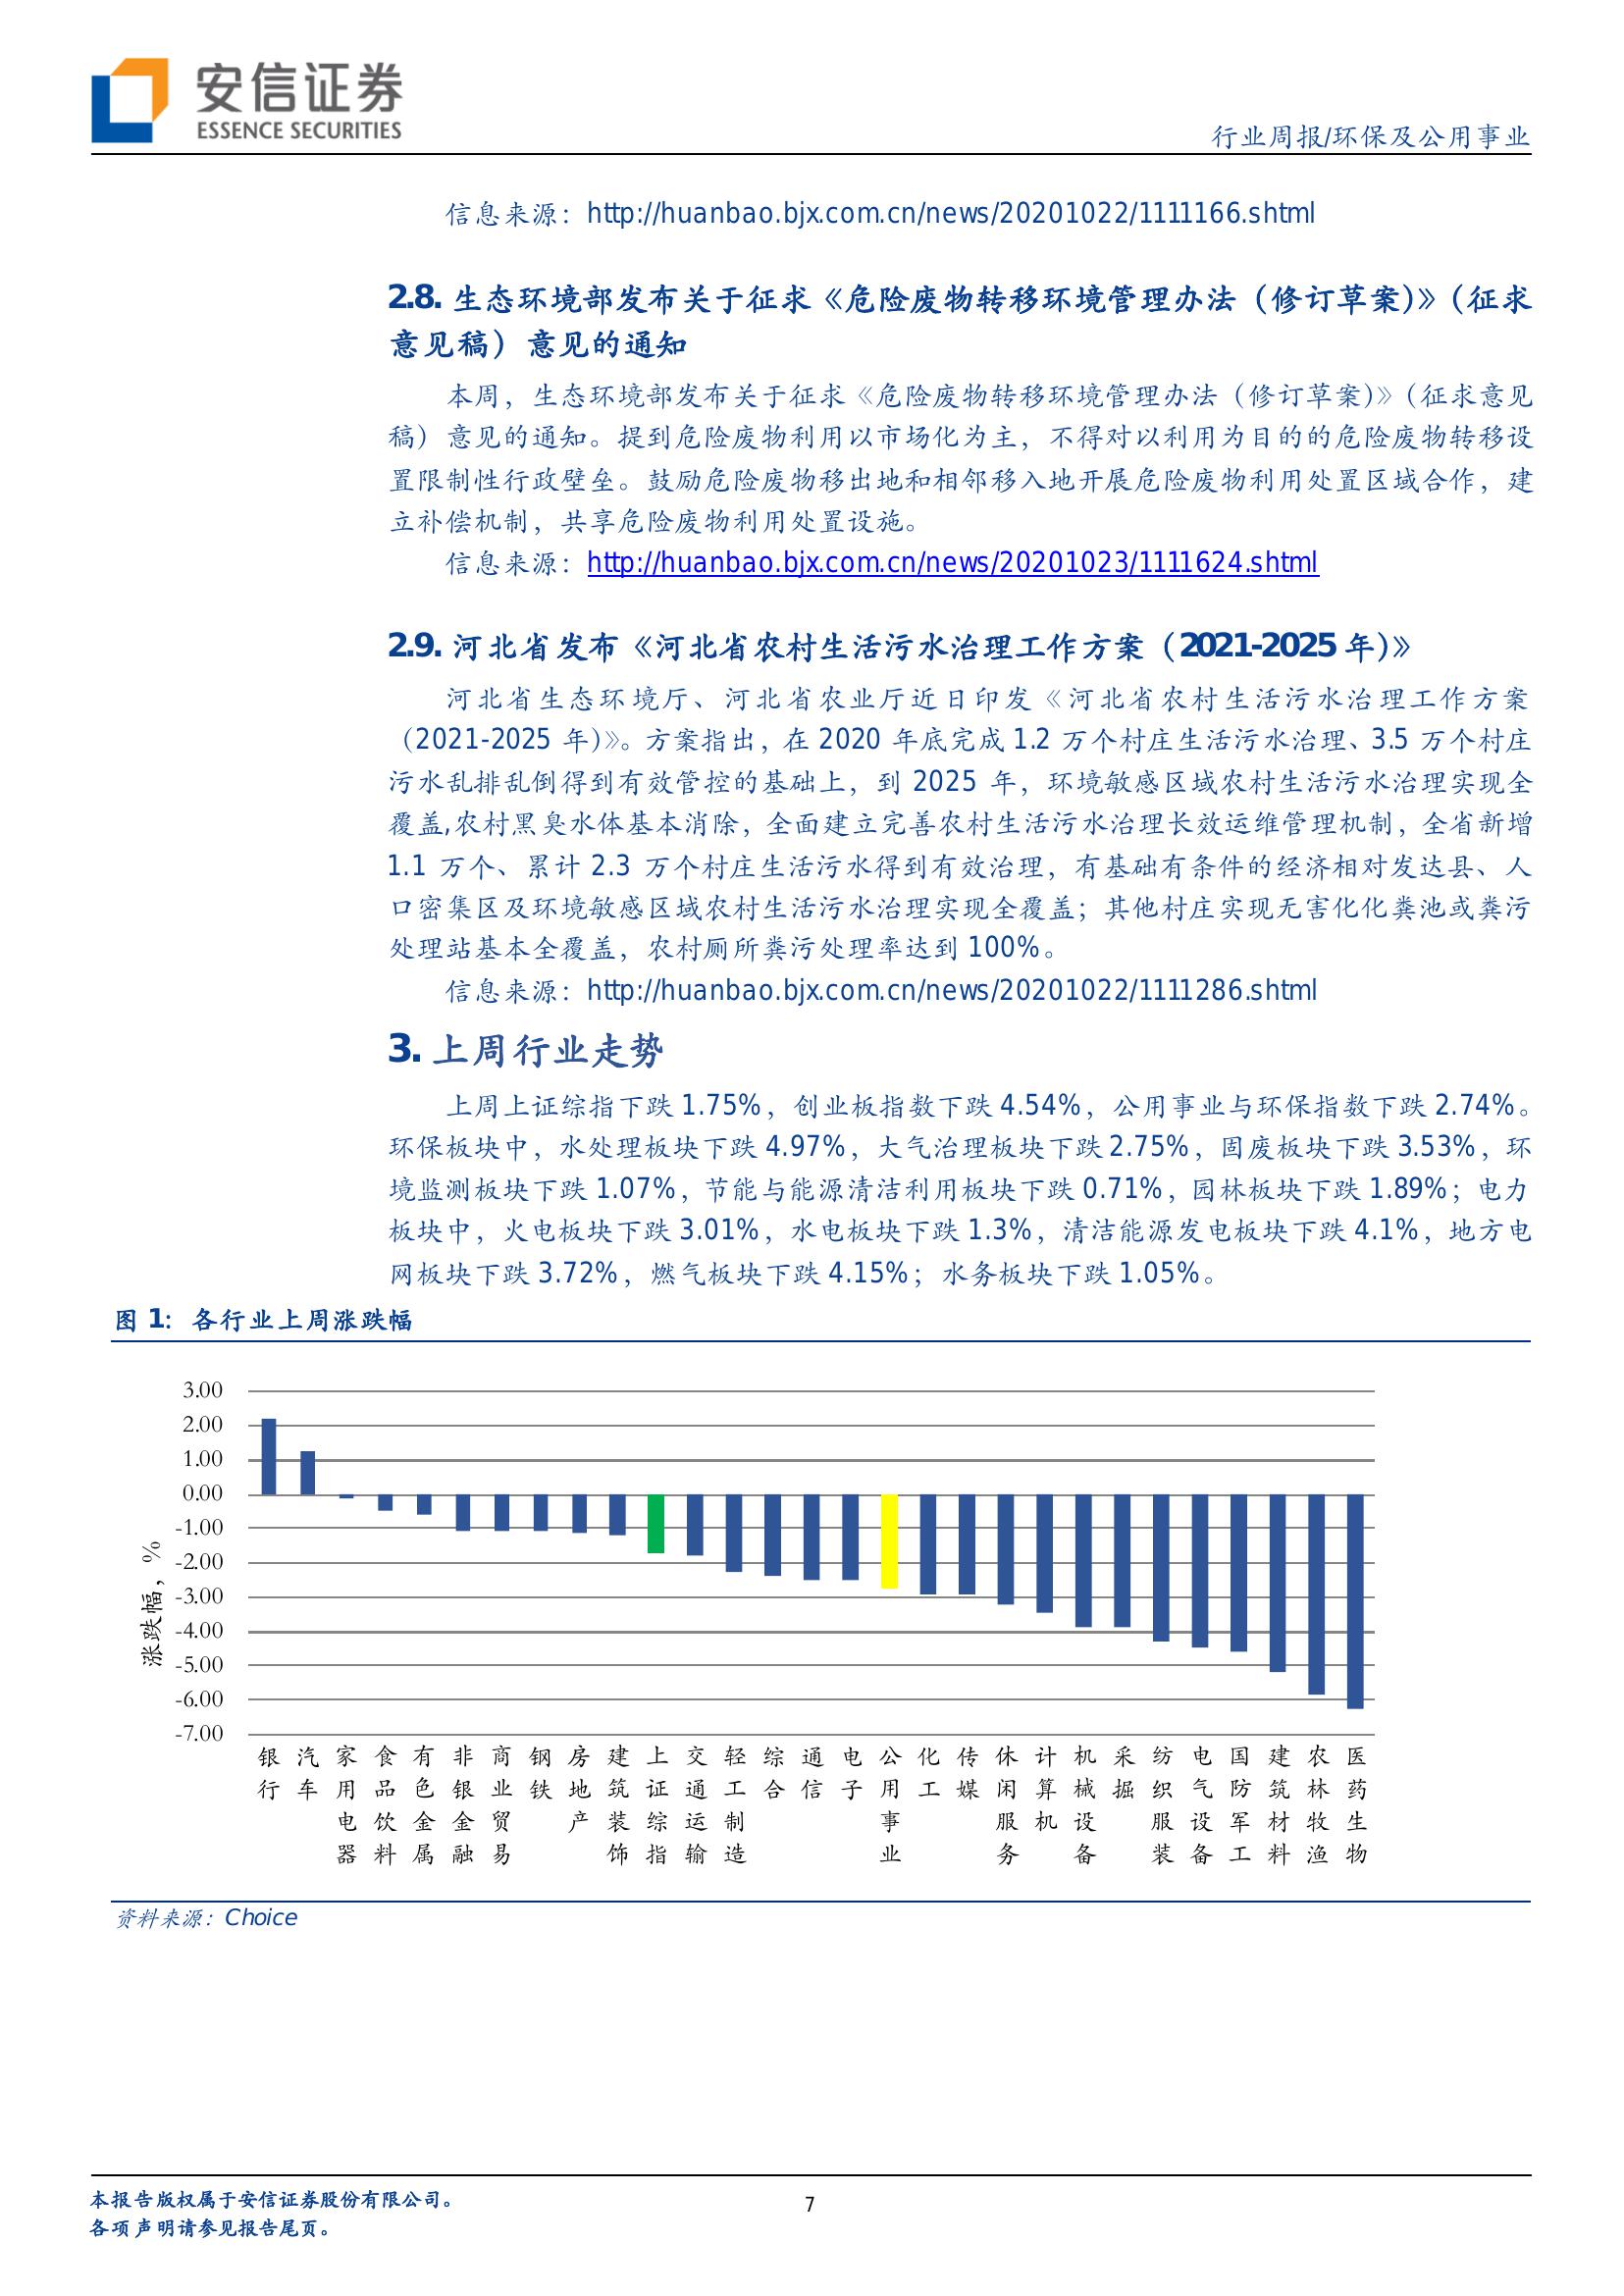 安信证券
ESSENCE SECURITIES
行业周报/环保及公用事业
信息来源：http://huanbao.bjx.com.cn/news/20201022/1111166.shtml
2.8. 生态环境部发布关于征求《危险废物转移环境管理办法（修订草案）》（征求
意见稿）意见的通知
本周，生态环境部发布关于征求《危险废物转移环境管理办法（修订草案）》（征求意见
稿）意见的通知。提到危险废物利用以市场化为主，不得对以利用为目的的危险废物转移设
置限制性行政壁垒。鼓励危险废物移出地和相邻移入地开展危险废物利用处置区域合作，建
立补偿机制，共享危险废物利用处置设施。
信息来源：http://huanbao.bjx.com.cn/news/20201023/1111624.shtml
2.9. 河北省发布《河北省农村生活污水治理工作方案（2021-2025 年）》
河北省生态环境厅、河北省农业厅近日印发《河北省农村生活污水治理工作方案
（2021-2025 年）》。方案指出，在 2020 年底完成 1.2 万个村庄生活污水治理、3.5 万个村庄
污水乱排乱倒得到有效管控的基础上，到 2025 年，环境敏感区域农村生活污水治理实现全
覆盖,农村黑臭水体基本消除，全面建立完善农村生活污水治理长效运维管理机制，全省新增
1.1 万个、累计 2.3 万个村庄生活污水得到有效治理，有基础有条件的经济相对发达县、人
口密集区及环境敏感区域农村生活污水治理实现全覆盖；其他村庄实现无害化化粪池或粪污
处理站基本全覆盖，农村厕所粪污处理率达到 100%。
信息来源：http://huanbao.bjx.com.cn/news/20201022/1111286.shtml
3. 上周行业走势
上周上证综指下跌 1.75%，创业板指数下跌 4.54%，公用事业与环保指数下跌 2.74%。
环保板块中，水处理板块下跌 4.97%，大气治理板块下跌 2.75%，固废板块下跌 3.53%，环
境监测板块下跌 1.07%，节能与能源清洁利用板块下跌 0.71%，园林板块下跌 1.89%；电力
板块中，火电板块下跌 3.01%，水电板块下跌 1.3%，清洁能源发电板块下跌 4.1%，地方电
网板块下跌 3.72%，燃气板块下跌 4.15%；水务板块下跌 1.05%。
图 1：各行业上周涨跌幅
涨跌幅，%
3.00
2.00
1.00
0.00
-1.00
-2.00
-3.00
-4.00
-5.00
-6.00
-7.00
银行
汽车
家用电器
食品饮料
有色金属
非银金融
商业贸易
钢铁
房地产
建筑装饰
上证综指
交通运输
轻工制造
综合
通信
电子
公用事业
化工
传媒
休闲服务
计算机
机械设备
采掘
纺织服装
电气设备
国防军工
建筑材料
农林牧渔
医药生物
资料来源：Choice
本报告版权属于安信证券股份有限公司。
各项声明请参见报告尾页。
7